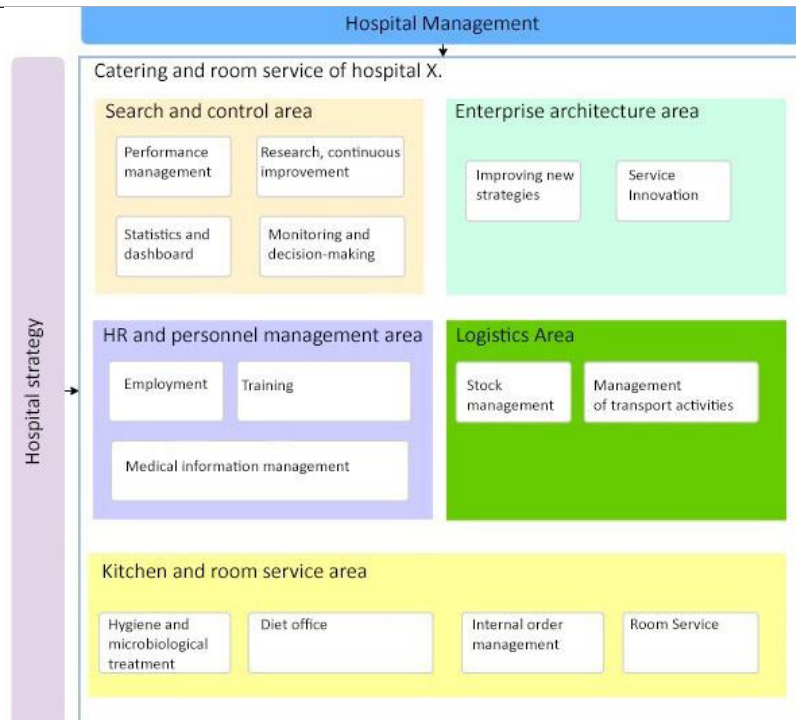 Hospital Management
Hospital strategy
Catering and room service of hospital X.
Search and control area
Performance
management
Research, continuous
improvement
Statistics and
dashboard
Monitoring and
decision-making
Enterprise architecture area
Improving new
strategies
Service
Innovation
HR and personnel management area
Employment
Training
Medical information management
Logistics Area
Stock
management
Management
of transport activities
Kitchen and room service area
Hygiene and
microbiological
treatment
Diet office
Internal order
management
Room Service